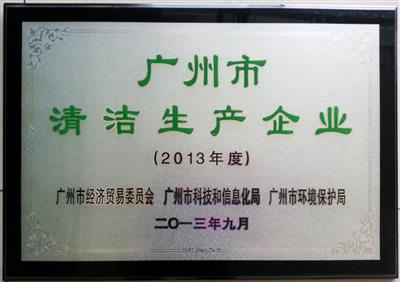 广州市
清洁生产企业
(2013年度)
广州市经济贸易委员会 广州市科技和信息化局 广州市环境保护局
二〇一三年九月